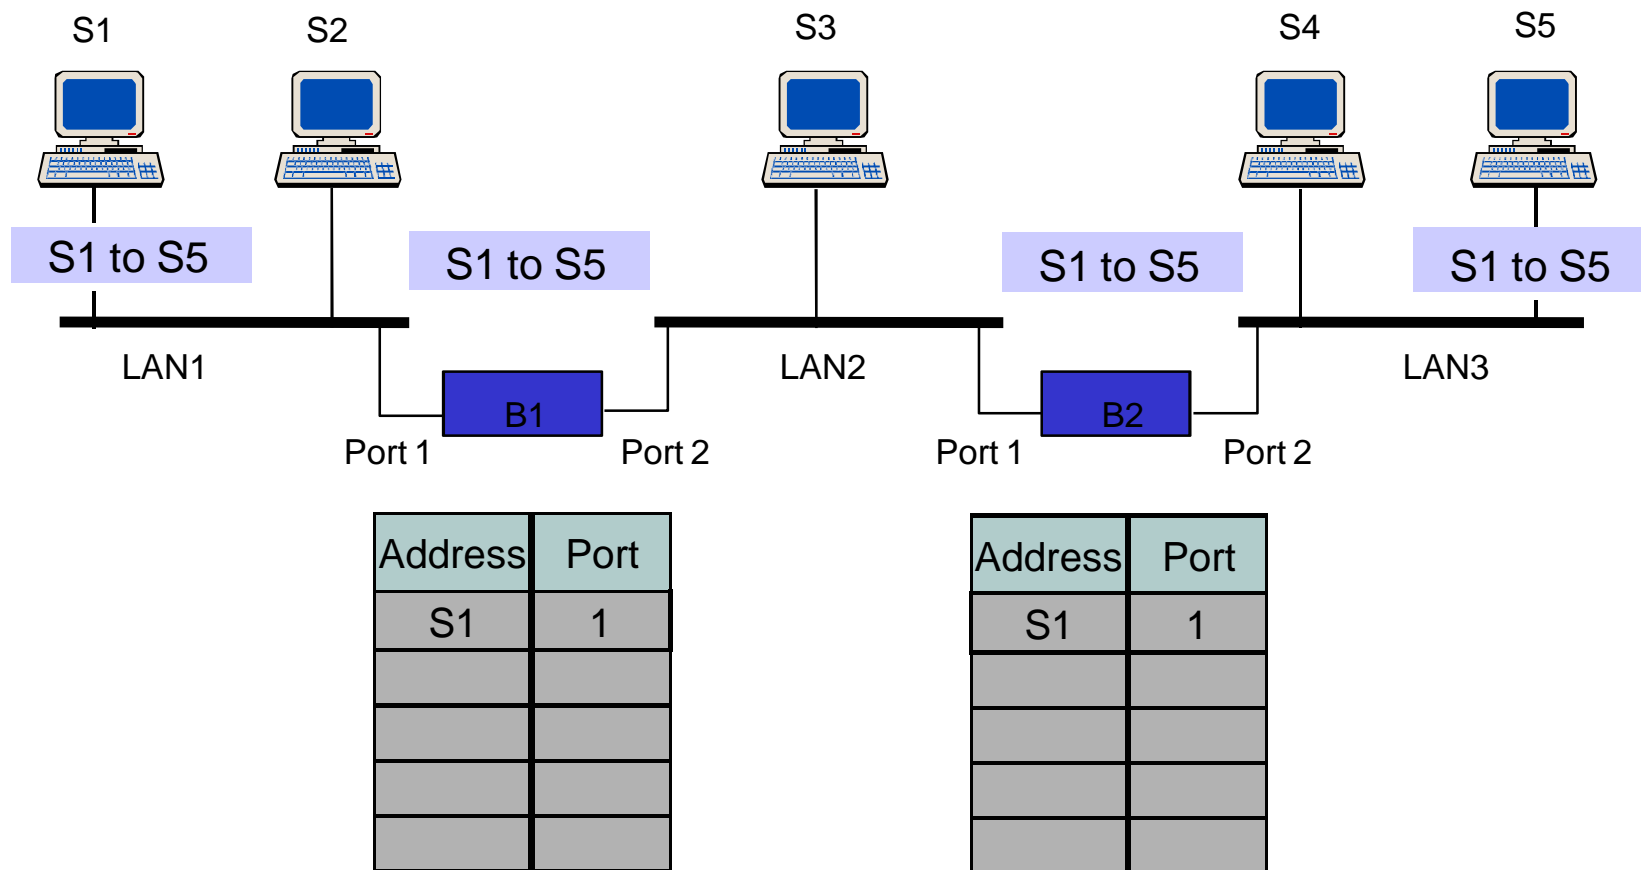 S1 S2 S3 S4 S5
S1 to S5 S1 to S5 S1 to S5 S1 to S5
LAN1 LAN2 LAN3
B1 B2
Port 1 Port 2 Port 1 Port 2
Address Port Address Port
S1 1 S1 1